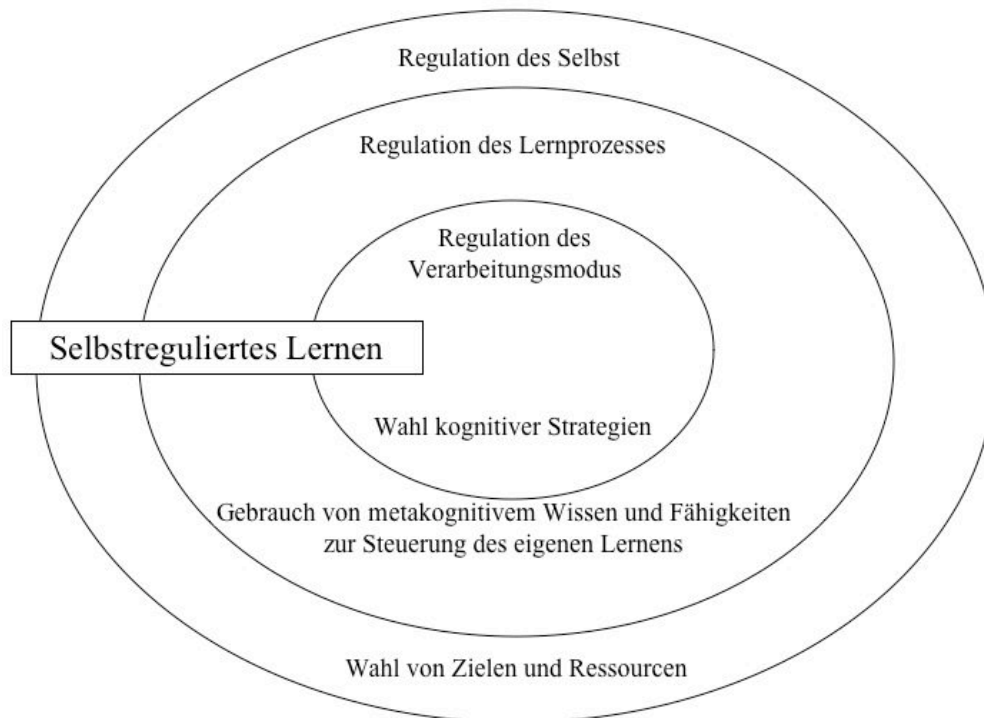 Regulation des Selbst
Regulation des Lernprozesses
Regulation des
Verarbeitungsmodus
Selbstreguliertes Lernen
Wahl kognitiver Strategien
Gebrauch von metakognitivem Wissen und Fähigkeiten
zur Steuerung des eigenen Lernens
Wahl von Zielen und Ressourcen